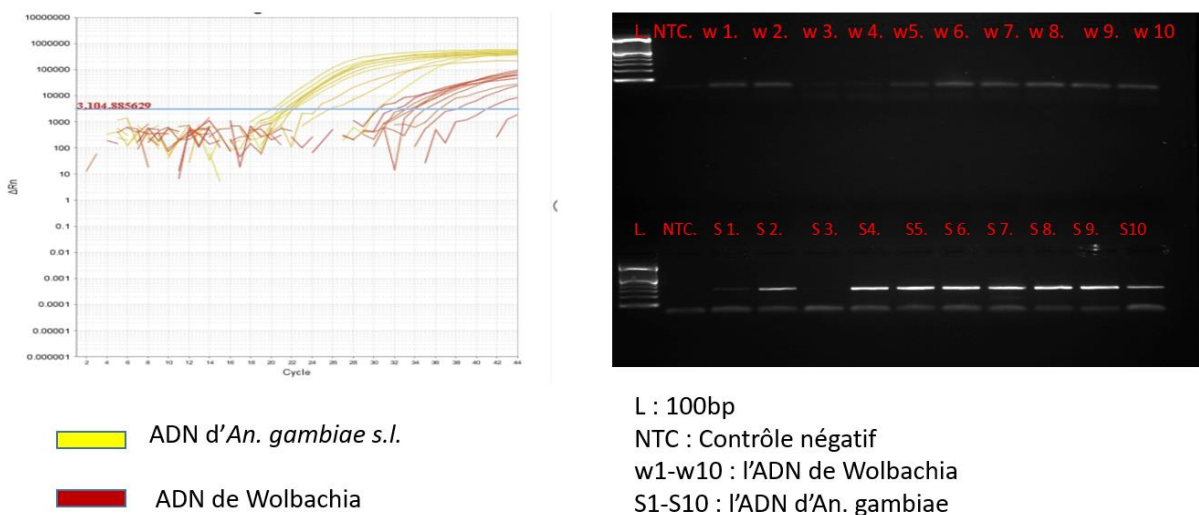 10000000
1000000
100000
10000
3,104.885629
1000
100
10
1
0.1
0.01
0.001
0.0001
0.00001
0.000001
ΔRn
2 4 6 8 10 12 14 16 18 20 22 24 26 28 30 32 34 36 38 40 42 44
Cycle
L. NTC. w 1. w 2. w 3. w 4. w5. w 6. w 7. w 8. w 9. w 10
L. NTC. S 1. S 2. S 3. S4. S5. S 6. S 7. S 8. S 9. S10
ADN d’An. gambiae s.l.
ADN de Wolbachia
L : 100bp
NTC : Contrôle négatif
w1-w10 : l’ADN de Wolbachia
S1-S10 : l’ADN d’An. gambiae